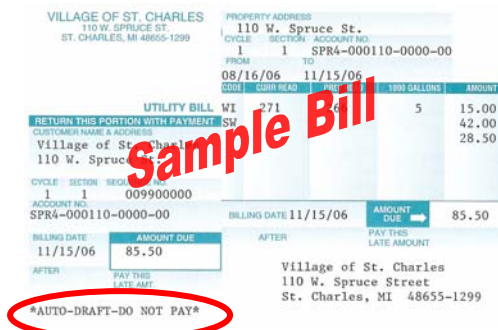 VILLAGE OF ST. CHARLES
110 W. SPRUCE ST.
ST. CHARLES, MI 48655-1299
UTILITY BILL
RETURN THIS PORTION WITH PAYMENT
CUSTOMER NAME & ADDRESS
Village of St. Charles
110 W. Spruce St.
CYCLE SECTION SEQUENCE NO.
1 1 009900000
ACCOUNT NO.
SPR4-000110-0000-00
BILLING DATE AMOUNT DUE
11/15/06 85.50
AFTER PAY THIS
LATE AMT.
*AUTO-DRAFT-DO NOT PAY*
PROPERTY ADDRESS
110 W. Spruce St.
CYCLE SECTION ACCOUNT NO.
1 1 SPR4-000110-0000-00
FROM TO
08/16/06 11/15/06
CODE CURR READ 1000 GALLONS AMOUNT
WI 271 266 5 15.00
SW 42.00
28.50
Sample Bill
BILLING DATE 11/15/06 AMOUNT DUE 85.50
AFTER PAY THIS
LATE AMOUNT
Village of St. Charles
110 W. Spruce Street
St. Charles, MI 48655-1299